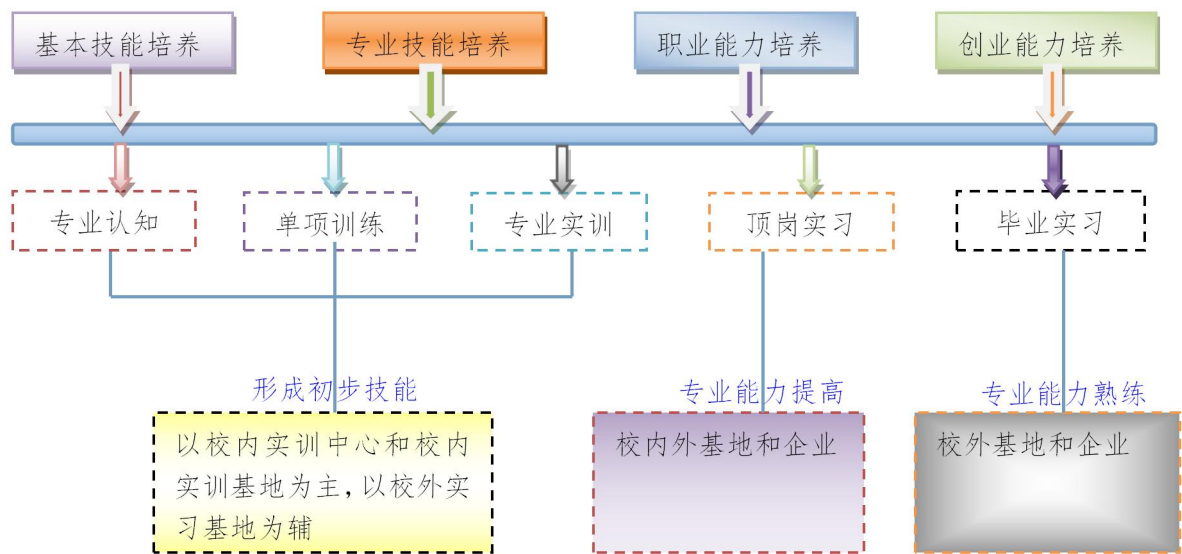 基本技能培养
专业技能培养
职业能力培养
创业能力培养
专业认知
单项训练
专业实训
顶岗实习
毕业实习
形成初步技能
专业能力提高
专业能力熟练
以校内实训中心和校内
实训基地为主,以校外实
习基地为辅
校内外基地和企业
校外基地和企业